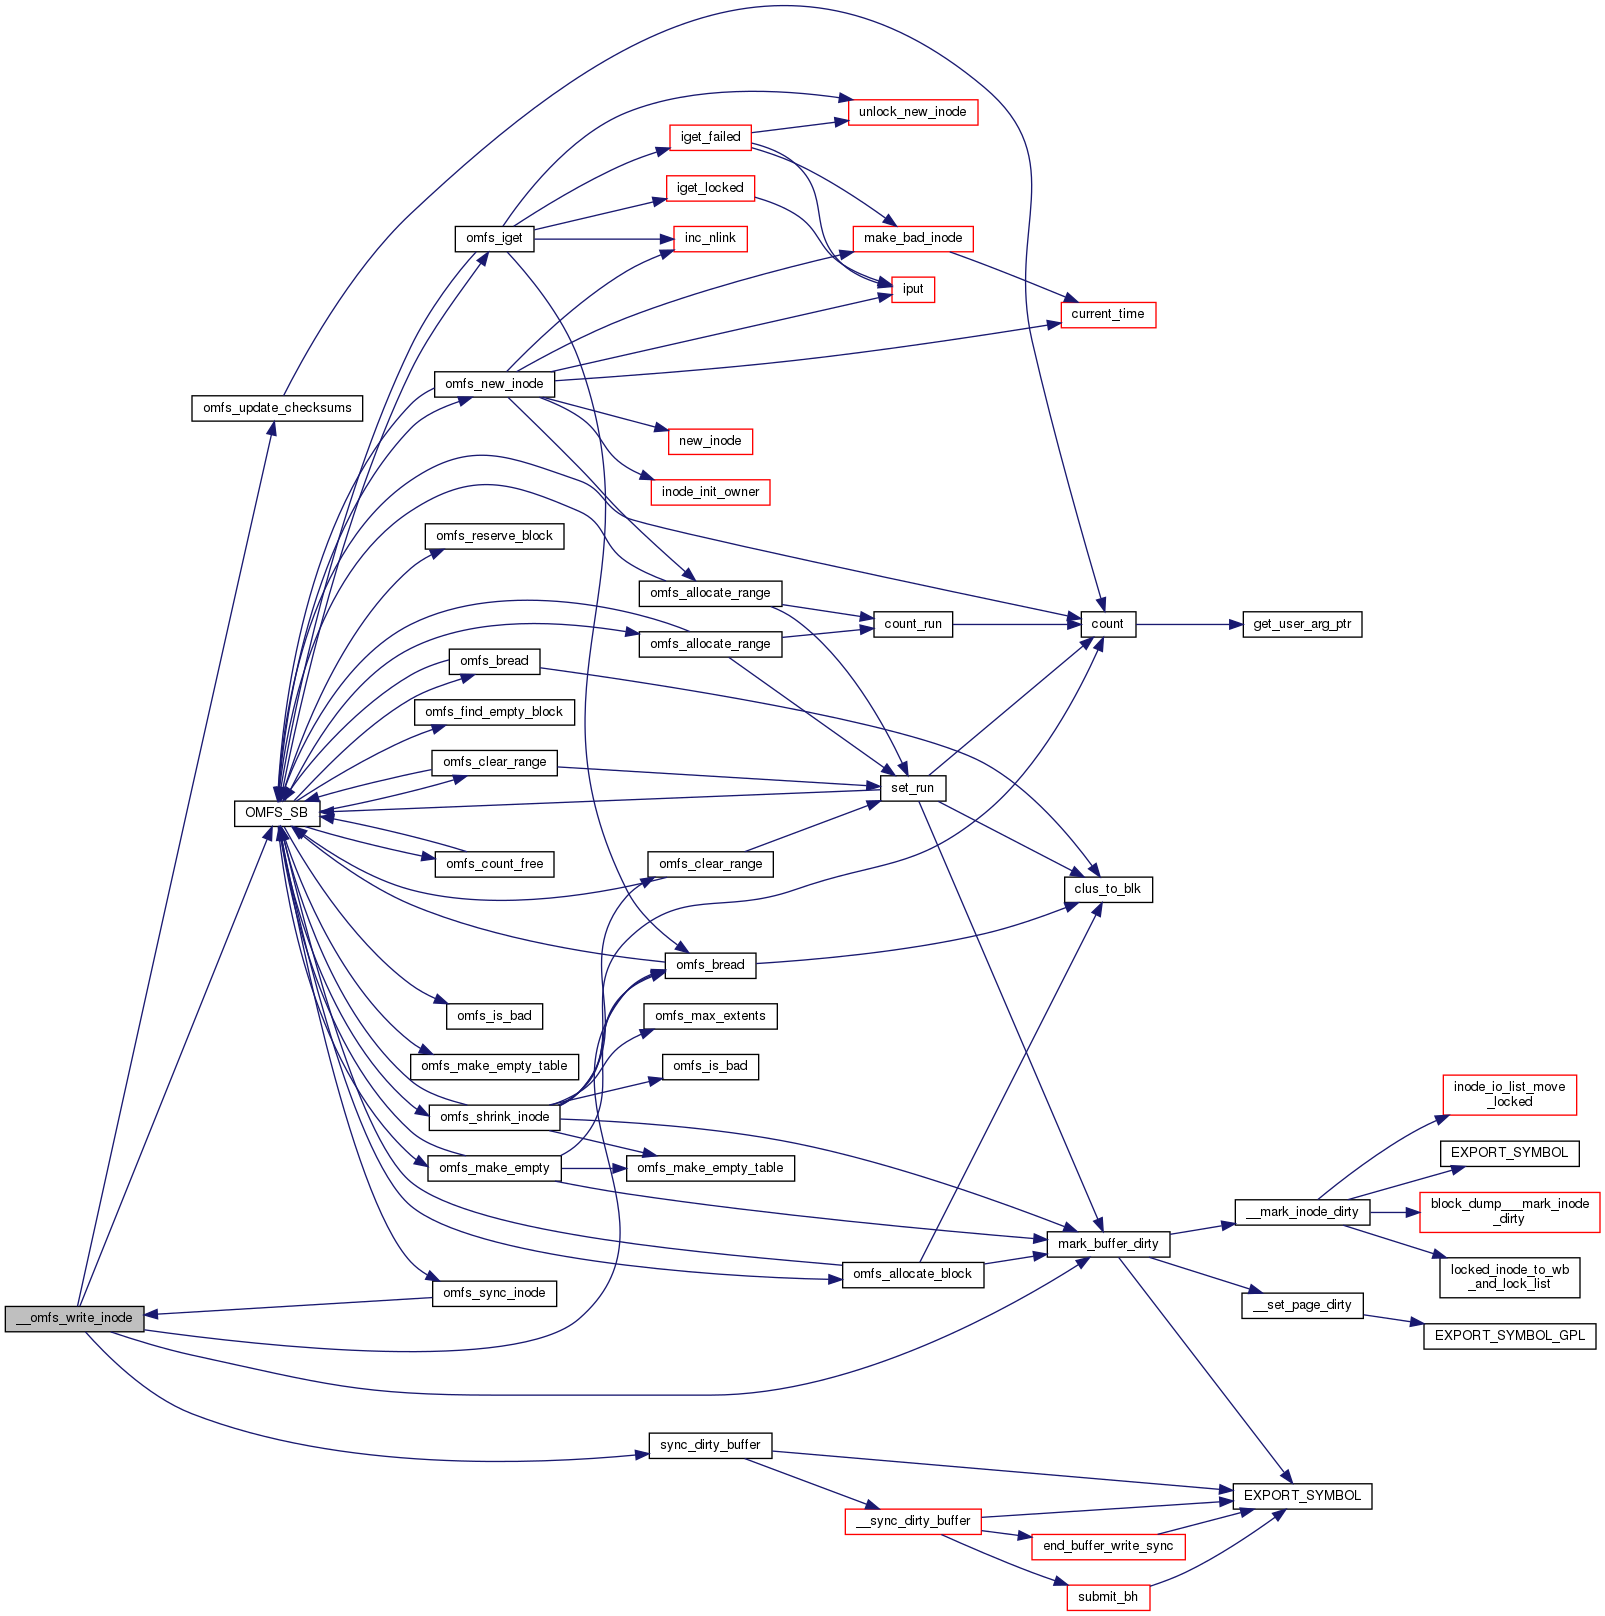 unlock_new_inode
iget_failed
iget_locked
omfs_iget
inc_nlink
make_bad_inode
iput
current_time
omfs_new_inode
omfs_update_checksums
new_inode
inode_init_owner
omfs_reserve_block
omfs_allocate_range
count_run
count
get_user_arg_ptr
omfs_allocate_range
omfs_bread
omfs_find_empty_block
omfs_clear_range
set_run
OMFS_SB
omfs_count_free
omfs_clear_range
clus_to_blk
omfs_bread
omfs_is_bad
omfs_max_extents
omfs_make_empty_table
omfs_is_bad
inode_io_list_move
_locked
omfs_shrink_inode
EXPORT_SYMBOL
omfs_make_empty
omfs_make_empty_table
block_dump___mark_inode
_dirty
__mark_inode_dirty
mark_buffer_dirty
omfs_allocate_block
locked_inode_to_wb
_and_lock_list
omfs_sync_inode
__set_page_dirty
__omfs_write_inode
EXPORT_SYMBOL_GPL
sync_dirty_buffer
EXPORT_SYMBOL
__sync_dirty_buffer
end_buffer_write_sync
submit_bh